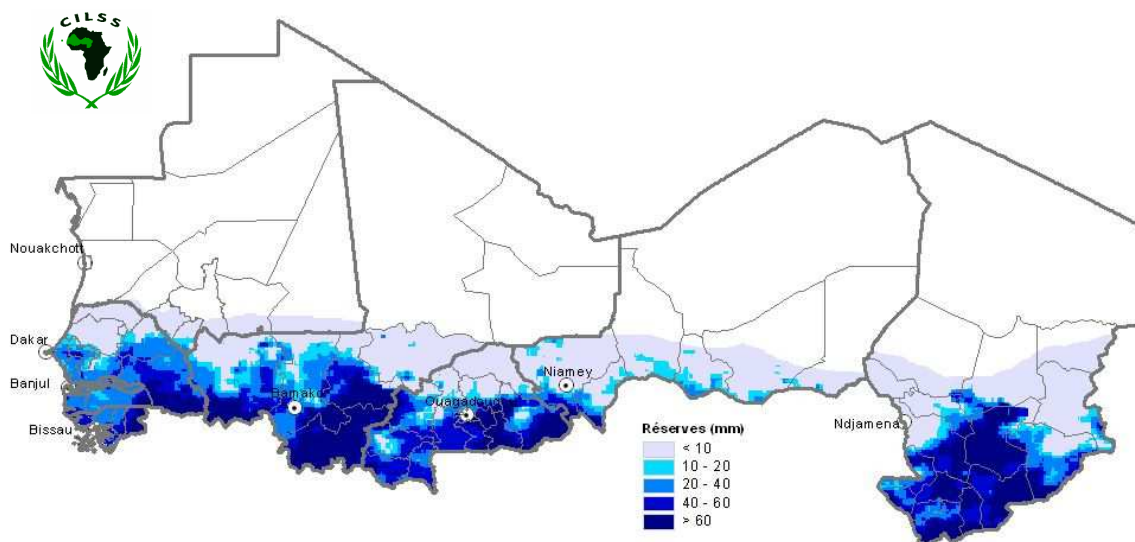 CILSS
Nouakchott
Dakar
Banjul
Bissau
Bamako
Ouagadougou
Niamey
Ndjamena
Réserves (mm)
< 10
10 - 20
20 - 40
40 - 60
> 60